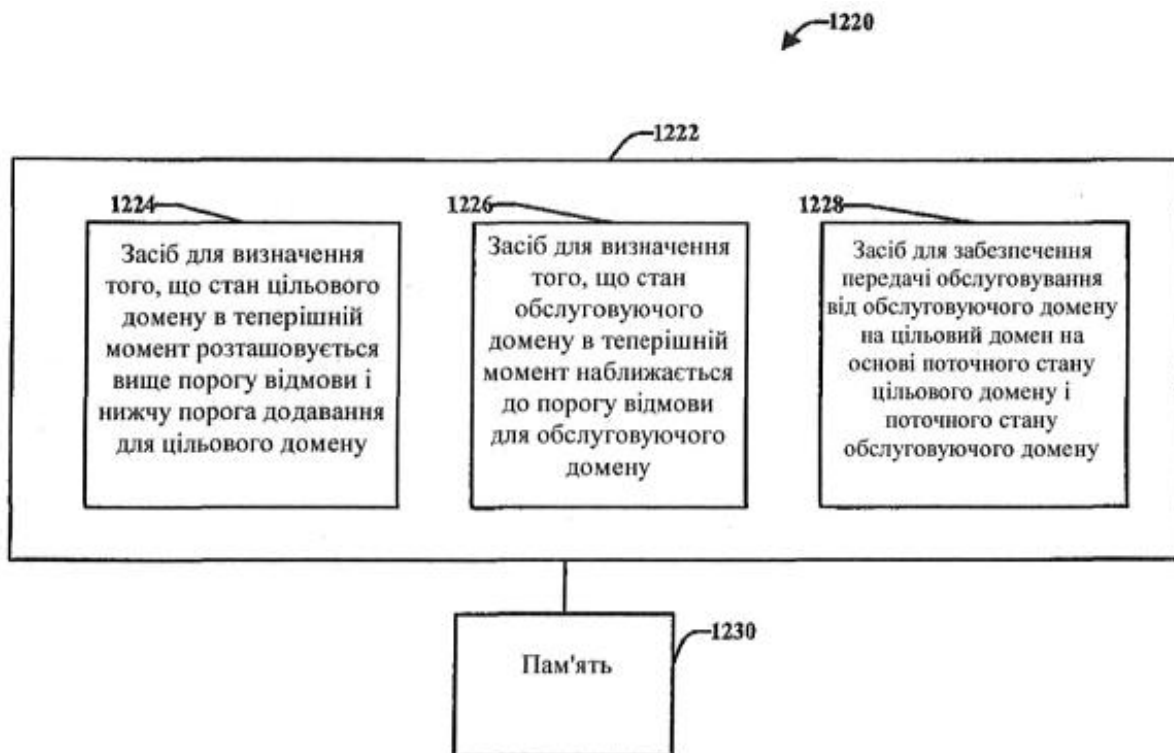 1220
1222
1224
Засіб для визначення
того, що стан цільового
домену в теперішній
момент розташовується
вище порогу відмови і
нижчу порога додавання
для цільового домену
1226
Засіб для визначення
того, що стан
обслуговуючого
домену в теперішній
момент наближається
до порогу відмови
для обслуговуючого
домену
1228
Засіб для забезпечення
передачі обслуговування
від обслуговуючого домену
на цільовий домен на
основі поточного стану
цільового домену і
поточного стану
обслуговуючого домену
1230
Пам'ять